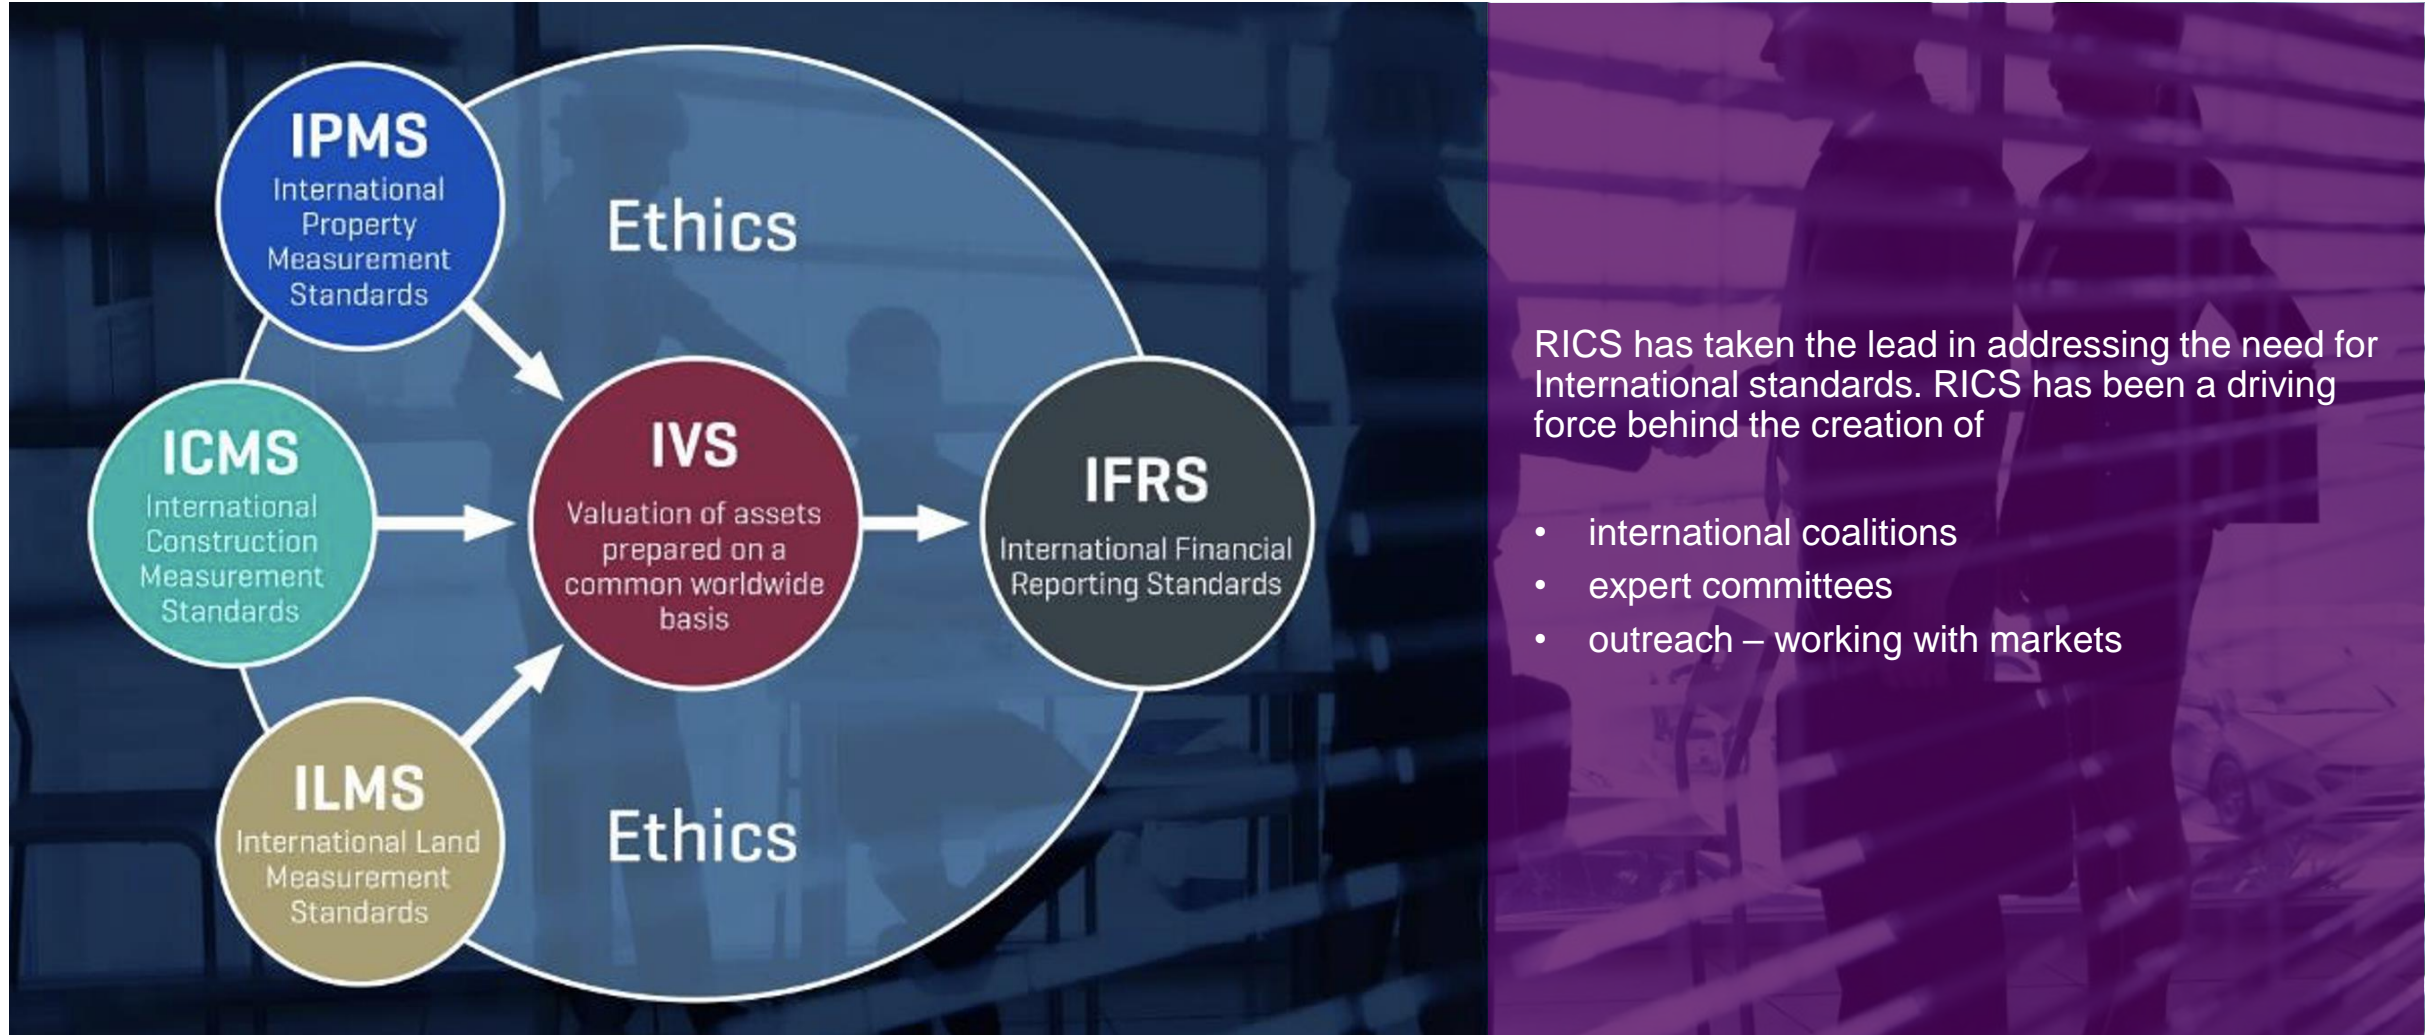 IPMS
International
Property
Measurement
Standards
Ethics
ICMS
International
Construction
Measurement
Standards
IVS
Valuation of assets
prepared on a
common worldwide
basis
IFRS
International Financial
Reporting Standards
ILMS
International Land
Measurement
Standards
Ethics
RICS has taken the lead in addressing the need for
International standards. RICS has been a driving
force behind the creation of
• international coalitions
• expert committees
• outreach – working with markets